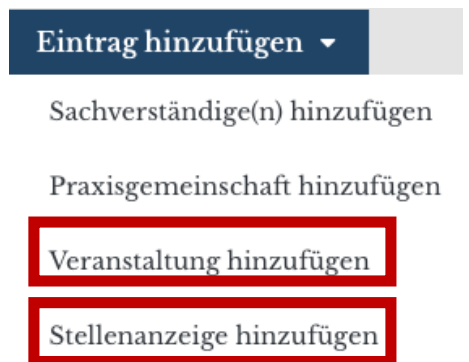 Eintrag hinzufügen
Sachverständige(n) hinzufügen
Praxisgemeinschaft hinzufügen
Veranstaltung hinzufügen
Stellenanzeige hinzufügen